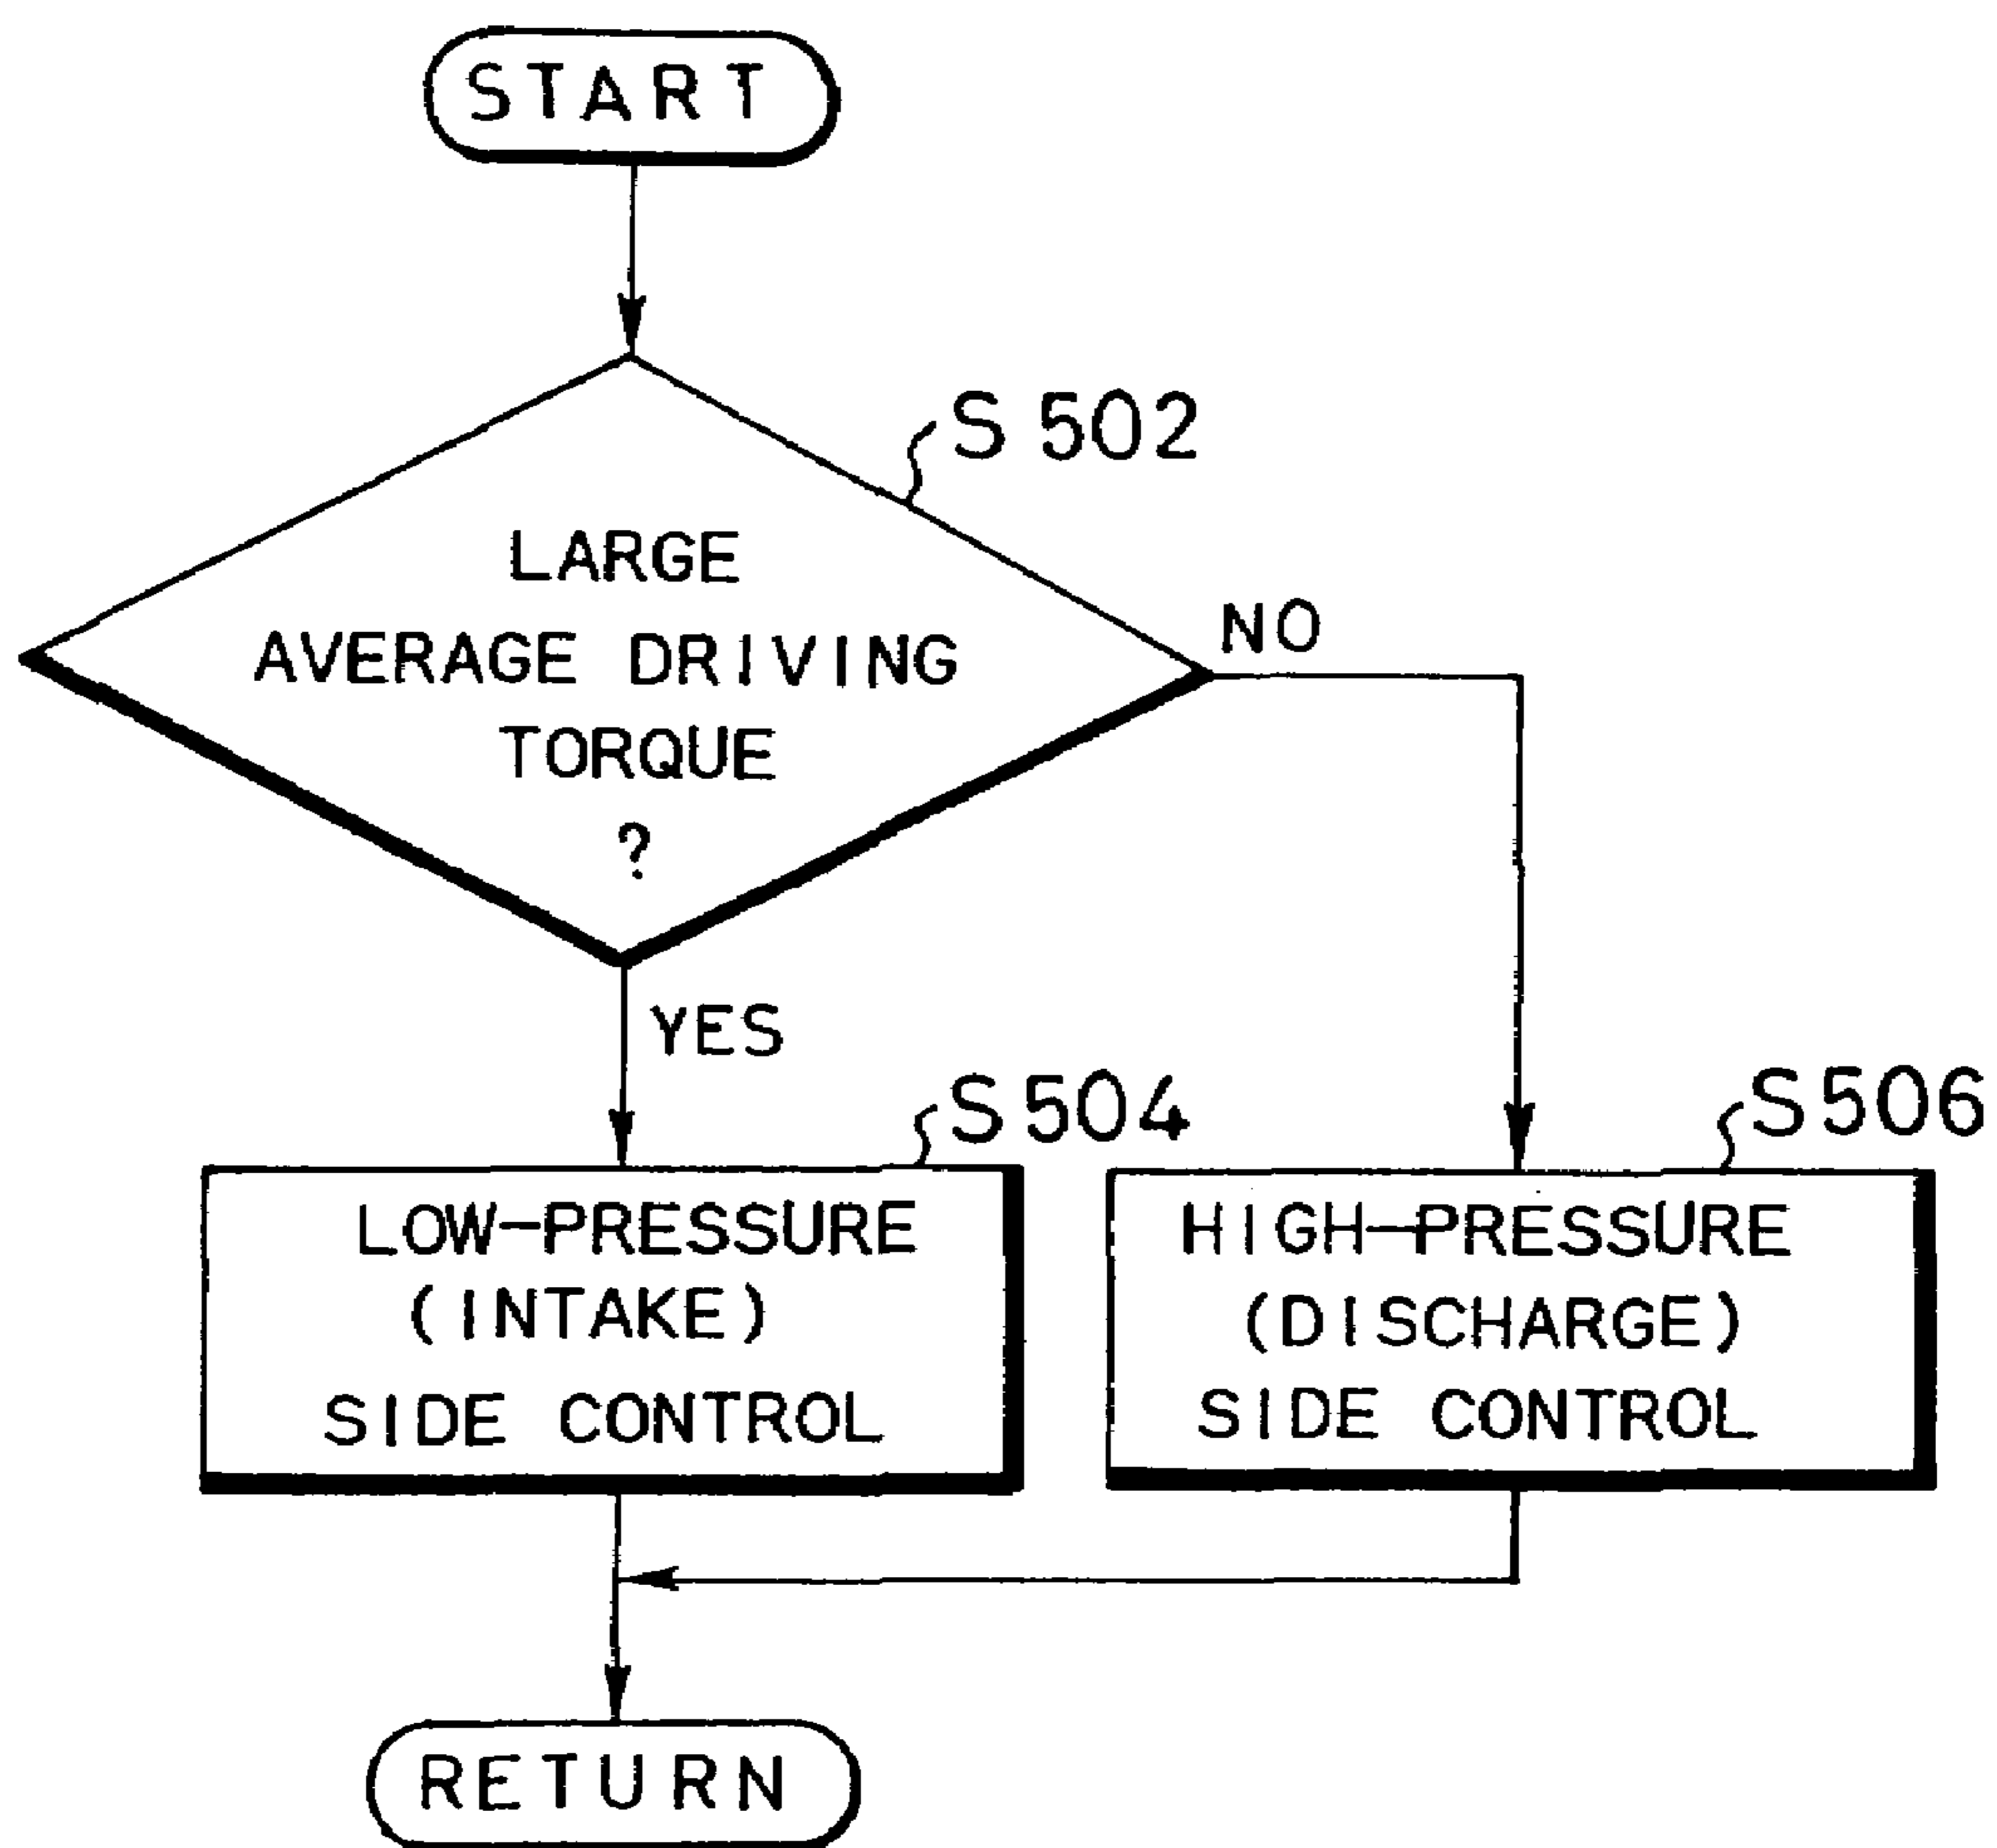 START
S502
LARGE
AVERAGE DRIVING
TORQUE
?
NO
YES
S504
LOW-PRESSURE
(INTAKE)
SIDE CONTROL
S506
HIGH-PRESSURE
(DISCHARGE)
SIDE CONTROL
RETURN